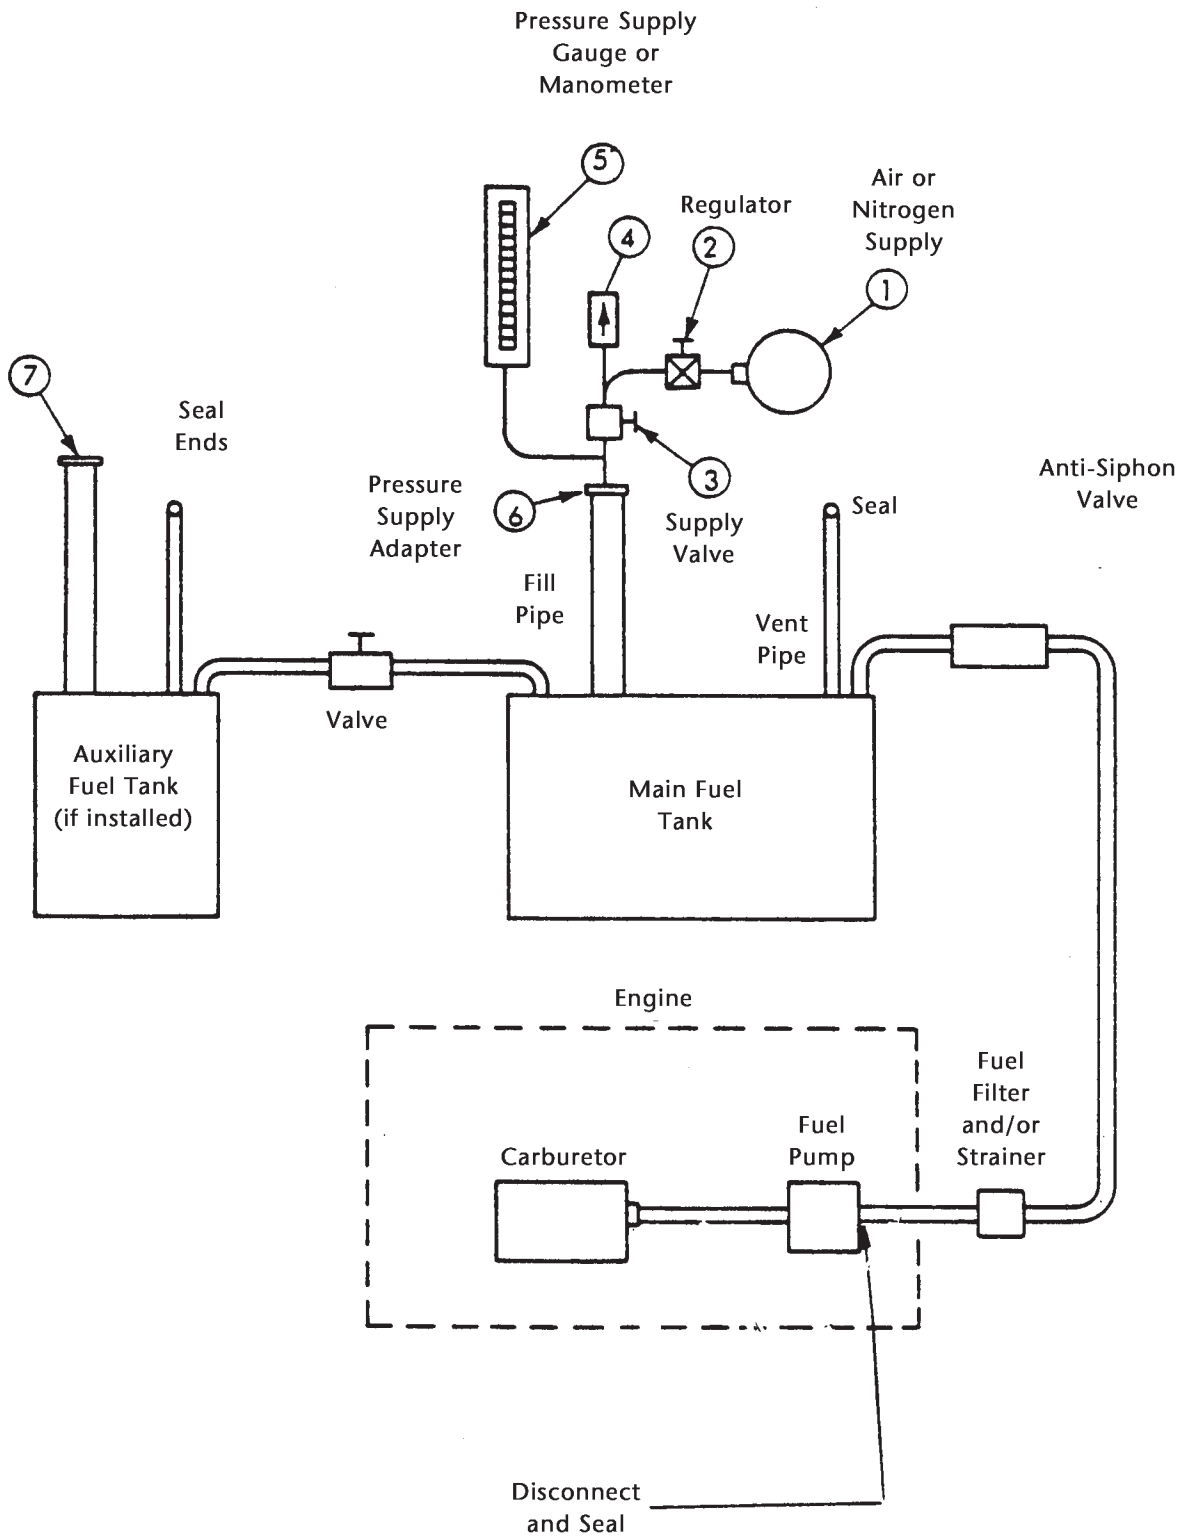 Pressure Supply
Gauge or
Manometer
5
Air or
Nitrogen
Supply
Regulator
4
2
1
7
Seal
Ends
3
Anti-Siphon
Valve
Pressure
Supply
Adapter
6
Supply
Valve
Seal
Fill
Pipe
Vent
Pipe
Valve
Auxiliary
Fuel Tank
(if installed)
Main Fuel
Tank
Engine
Fuel
Filter
and/or
Strainer
Fuel
Pump
Carburetor
Disconnect
and Seal